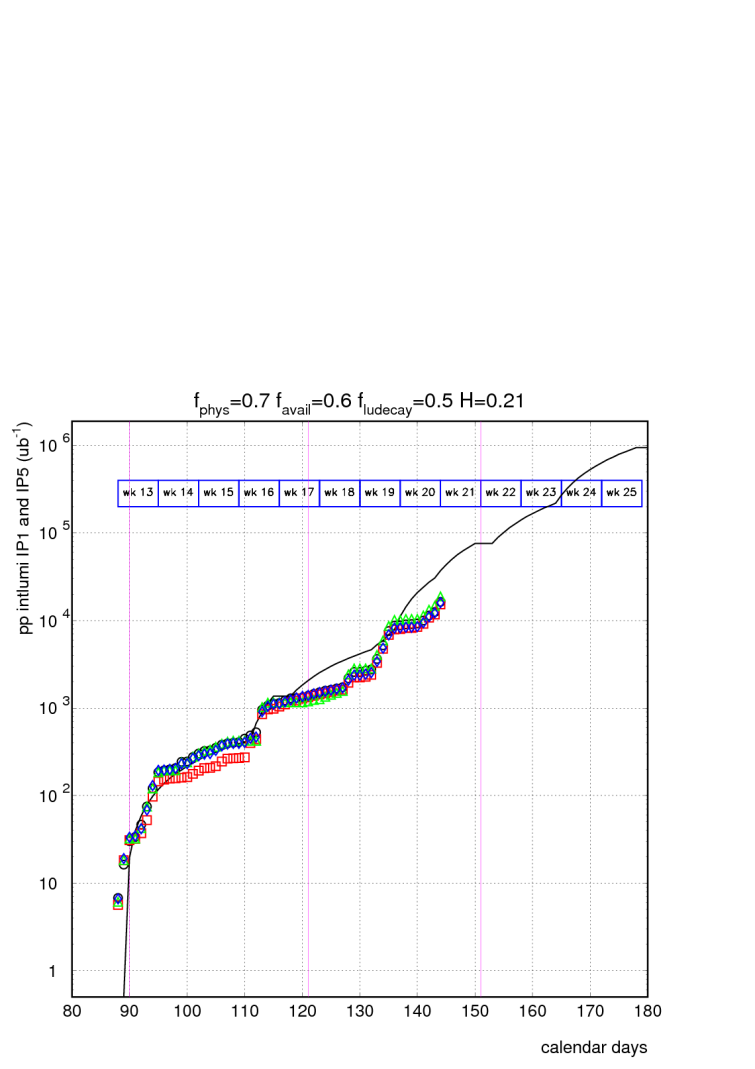 f_phys=0.7 f_avail=0.6 f_ludecay=0.5 H=0.21
pp intlumi IP1 and IP5 (ub^-1)
10^6
wk 13 wk 14 wk 15 wk 16 wk 17 wk 18 wk 19 wk 20 wk 21 wk 22 wk 23 wk 24 wk 25
10^5
10^4
10^3
10^2
10
1
80 90 100 110 120 130 140 150 160 170 180
calendar days